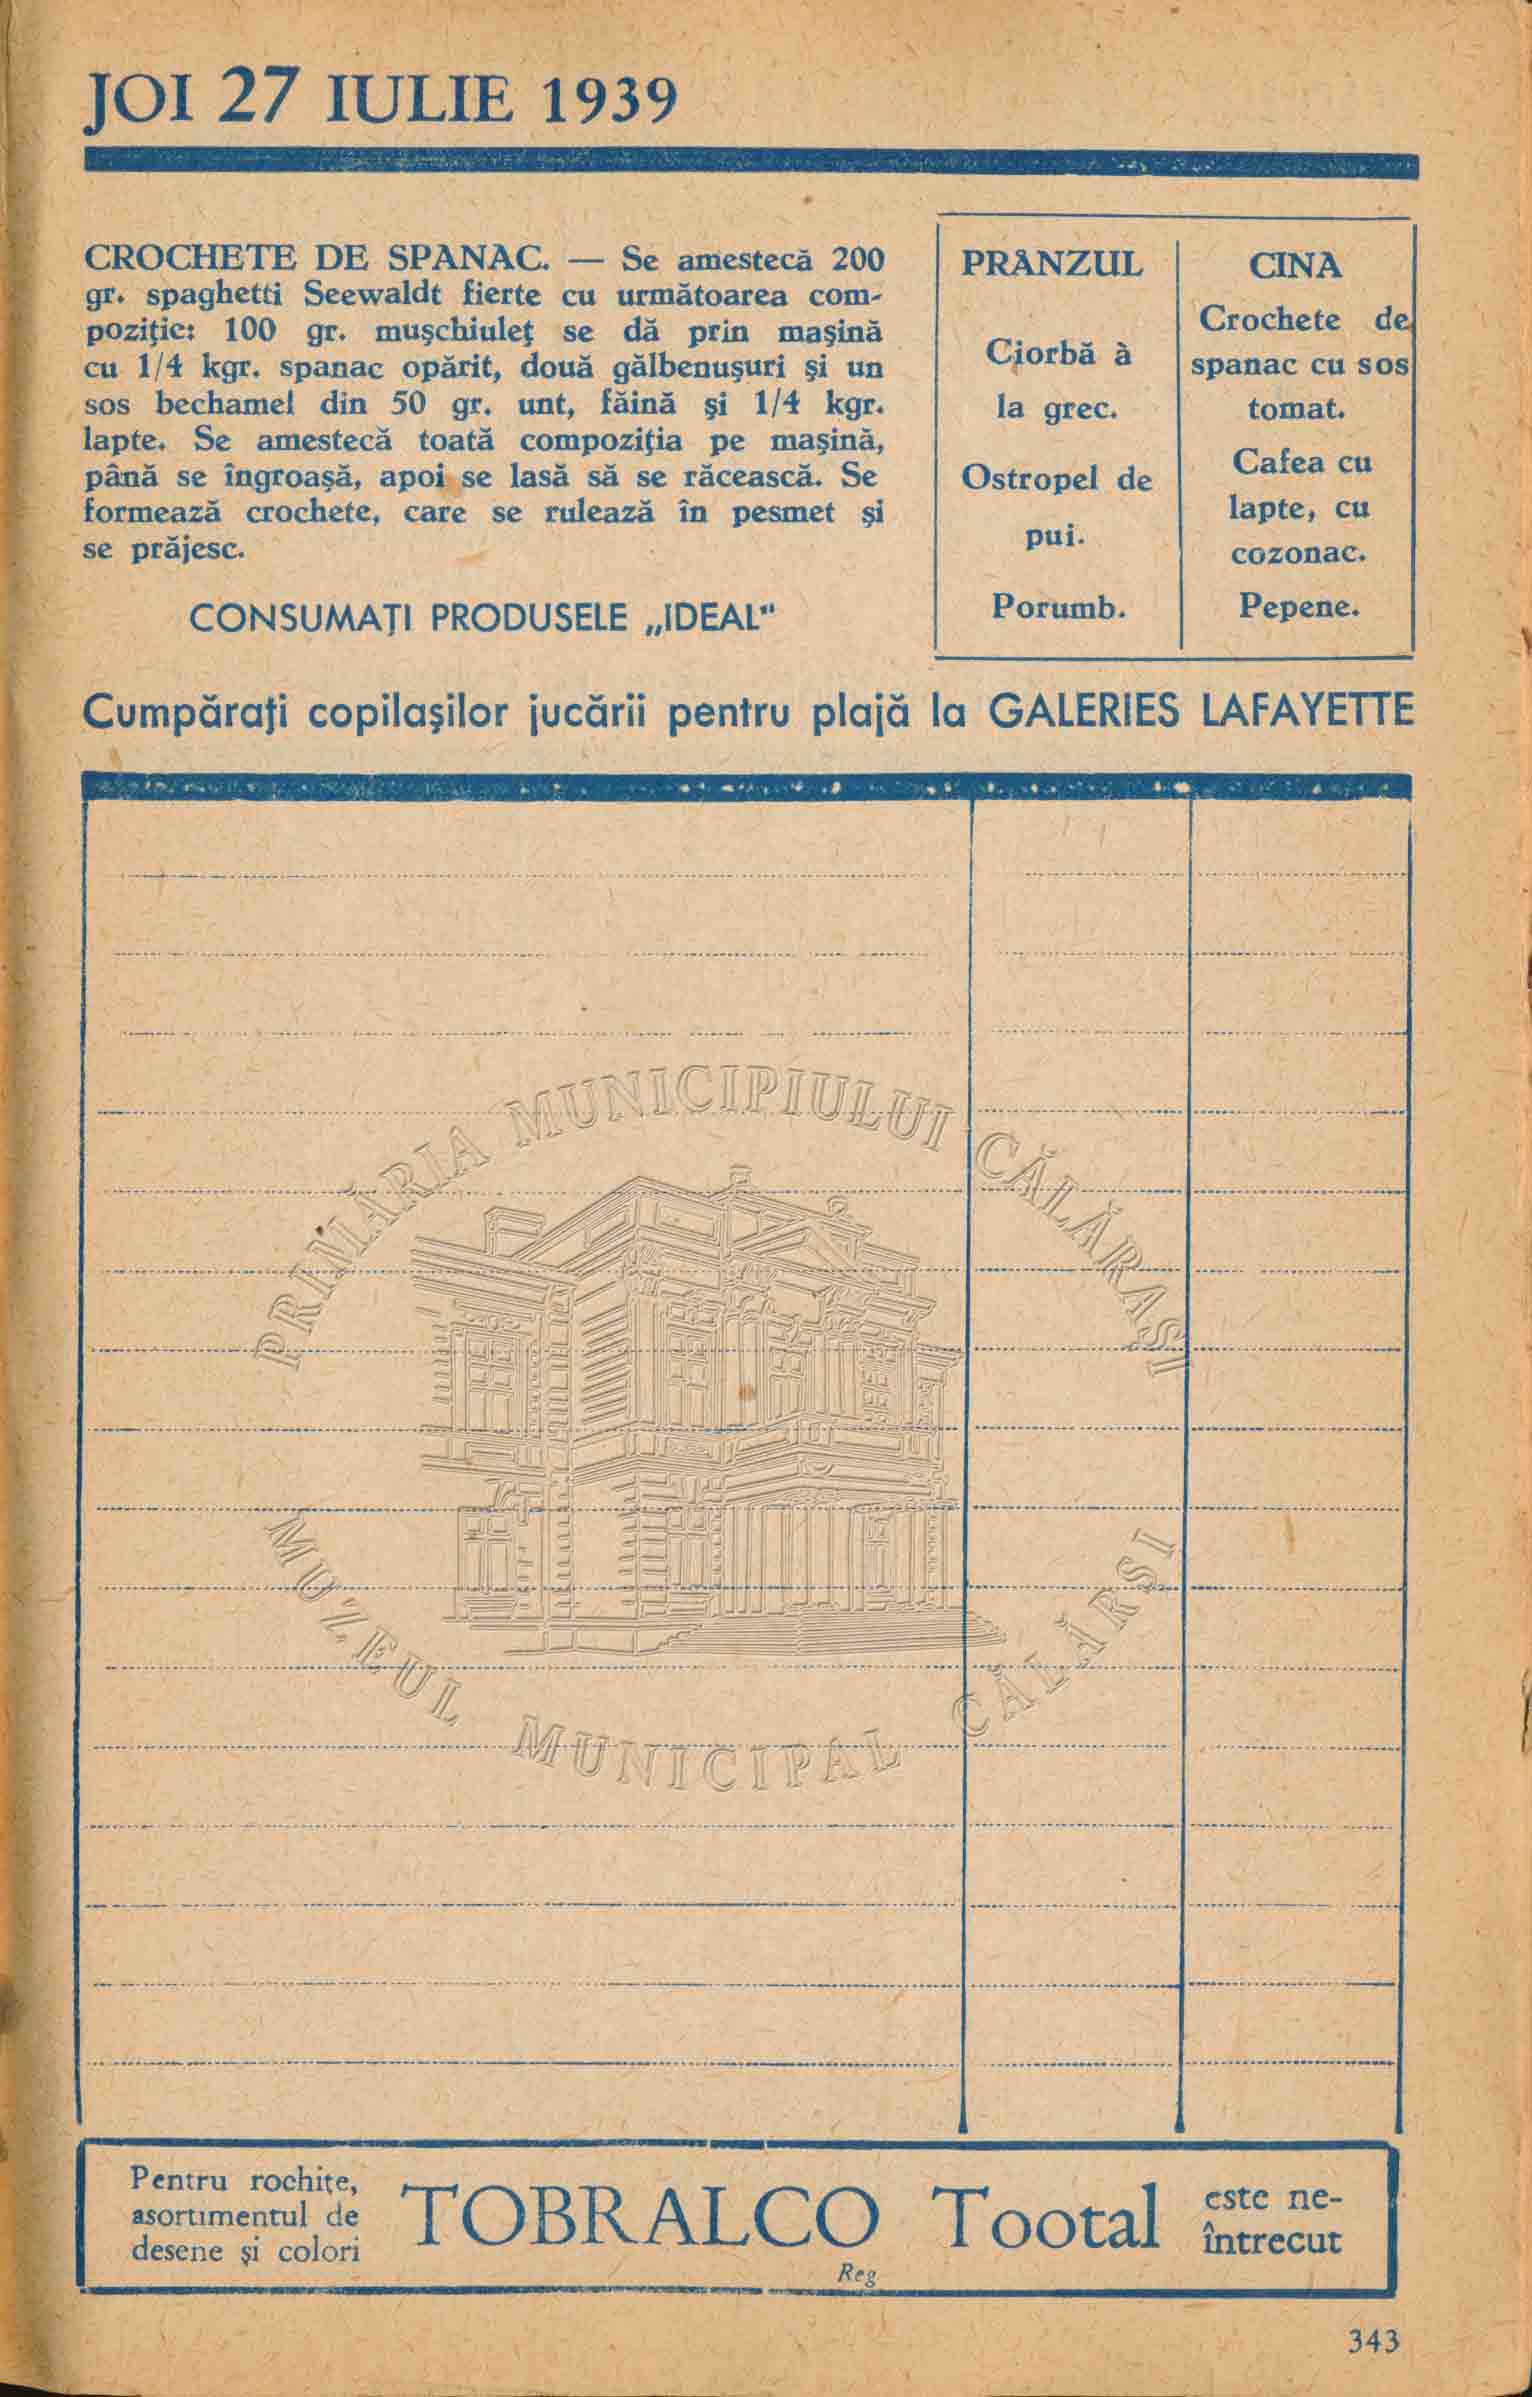 JOI 27 IULIE 1939
CROCHETE DE SPANAC. — Se amestecă 200
gr. spaghetti Seewaldt fierte cu următoarea com-
poziţie: 100 gr. muşchiuleţ se dă prin maşină
cu 1/4 kgr. spanac opărit, două gălbenuşuri şi un
sos bechamel din 50 gr. unt, făină şi 1/4 kgr.
lapte. Se amestecă toată compoziţia pe maşină,
până se îngroaşă, apoi se lasă să se răcească. Se
formează crochete, care se rulează în pesmet şi
se prăjesc.
CONSUMAŢI PRODUSELE „IDEAL"
PRÂNZUL
Ciorbă à
la grec.
Ostropel de
pui.
Porumb.
CINA
Crochete de
spanac cu sos
tomat.
Cafea cu
lapte, cu
cozonac.
Pepene.
Cumpăraţi copilaşilor jucării pentru plajă la GALERIES LAFAYETTE
PRIMĂRIA MUNICIPIULUI CĂLĂRAŞI
MUZEUL MUNICIPAL CĂLĂRSI
Pentru rochiţe,
asortimentul de
desene şi colori
TOBRALCO Tootal
Reg
este ne-
întrecut
343